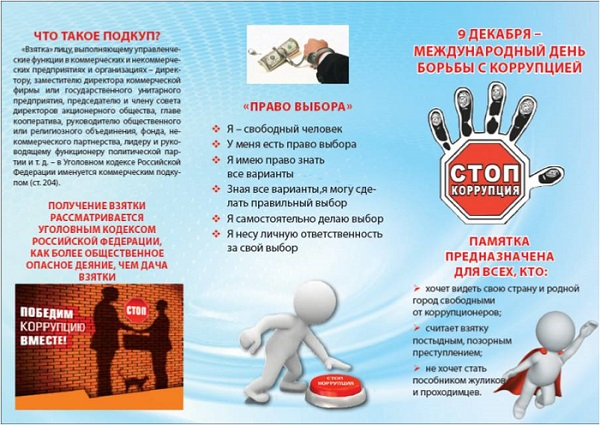 ЧТО ТАКОЕ ПОДКУП?
«Взятка» лицу, выполняющему управленче-
ские функции в коммерческих и некоммерче-
ских предприятиях и организациях – дирек-
тору, заместителю директора коммерческой
фирмы или государственного унитарного
предприятия, председателю и члену совета
директоров акционерного общества, главе
кооператива, руководителю общественного
или религиозного объединения, фонда, не-
коммерческого партнерства, лидеру и руко-
водящему функционеру политической пар-
тии и т. д. – в Уголовном кодексе Российской
Федерации именуется коммерческим подку-
пом (ст. 204).
ПОЛУЧЕНИЕ ВЗЯТКИ
РАССМАТРИВАЕТСЯ
УГОЛОВНЫМ КОДЕКСОМ
РОССИЙСКОЙ ФЕДЕРАЦИИ,
КАК БОЛЕЕ ОБЩЕСТВЕННОЕ
ОПАСНОЕ ДЕЯНИЕ, ЧЕМ ДАЧА
ВЗЯТКИ
ПОБЕДИМ
КОРРУПЦИЮ
ВМЕСТЕ!
СТОП
«ПРАВО ВЫБОРА»
Я – свободный человек
У меня есть право выбора
Я имею право знать
все варианты
Зная все варианты,я могу сде-
лать правильный выбор
Я самостоятельно делаю выбор
Я несу личную ответственность
за свой выбор
СТОП
КОРРУПЦИЯ
9 ДЕКАБРЯ –
МЕЖДУНАРОДНЫЙ ДЕНЬ
БОРЬБЫ С КОРРУПЦИЕЙ
СТОП
КОРРУПЦИЯ
ПАМЯТКА
ПРЕДНАЗНАЧЕНА
ДЛЯ ВСЕХ, КТО:
хочет видеть свою страну и родной
город свободными
от коррупционеров;
считает взятку
постыдным, позорным
преступлением;
не хочет стать
пособником жуликов
и проходимцев.